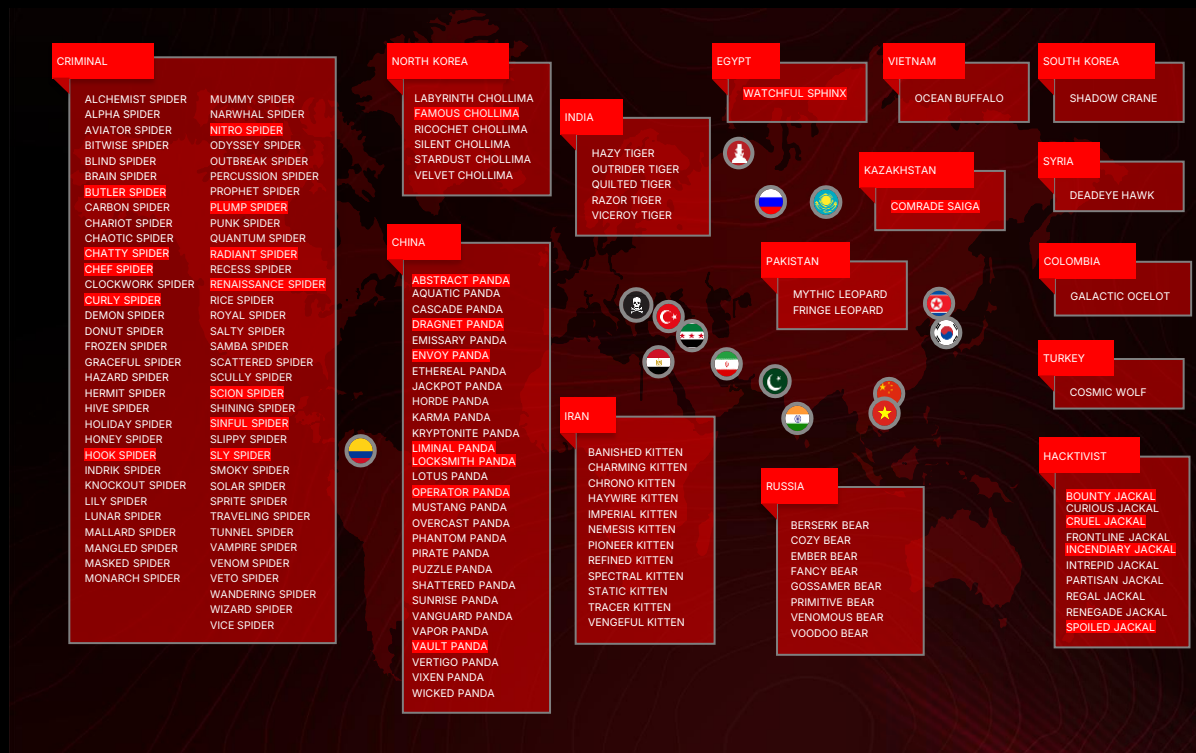 CRIMINAL
ALCHEMIST SPIDER
ALPHA SPIDER
AVIATOR SPIDER
BITWISE SPIDER
BLIND SPIDER
BRAIN SPIDER
BUTLER SPIDER
CARBON SPIDER
CHARIOT SPIDER
CHAOTIC SPIDER
CHATTY SPIDER
CHEF SPIDER
CLOCKWORK SPIDER
CURLY SPIDER
DEMON SPIDER
DONUT SPIDER
FROZEN SPIDER
GRACEFUL SPIDER
HAZARD SPIDER
HERMIT SPIDER
HIVE SPIDER
HOLIDAY SPIDER
HONEY SPIDER
HOOK SPIDER
INDRIK SPIDER
KNOCKOUT SPIDER
LILY SPIDER
LUNAR SPIDER
MALLARD SPIDER
MANGLED SPIDER
MASKED SPIDER
MONARCH SPIDER
MUMMY SPIDER
NARWHAL SPIDER
NITRO SPIDER
ODYSSEY SPIDER
OUTBREAK SPIDER
PERCUSSION SPIDER
PROPHET SPIDER
PLUMP SPIDER
PUNK SPIDER
QUANTUM SPIDER
RADIANT SPIDER
RECESS SPIDER
RENAISSANCE SPIDER
RICE SPIDER
ROYAL SPIDER
SALTY SPIDER
SAMBA SPIDER
SCATTERED SPIDER
SCULLY SPIDER
SCION SPIDER
SHINING SPIDER
SINFUL SPIDER
SLIPPY SPIDER
SLY SPIDER
SMOKY SPIDER
SOLAR SPIDER
SPRITE SPIDER
TRAVELING SPIDER
TUNNEL SPIDER
VAMPIRE SPIDER
VENOM SPIDER
VETO SPIDER
WANDERING SPIDER
WIZARD SPIDER
VICE SPIDER
NORTH KOREA
LABYRINTH CHOLLIMA
FAMOUS CHOLLIMA
RICOCHET CHOLLIMA
SILENT CHOLLIMA
STARDUST CHOLLIMA
VELVET CHOLLIMA
CHINA
ABSTRACT PANDA
AQUATIC PANDA
CASCADE PANDA
DRAGNET PANDA
EMISSARY PANDA
ENVOY PANDA
ETHEREAL PANDA
JACKPOT PANDA
HORDE PANDA
KARMA PANDA
KRYPTONITE PANDA
LIMINAL PANDA
LOCKSMITH PANDA
LOTUS PANDA
OPERATOR PANDA
MUSTANG PANDA
OVERCAST PANDA
PHANTOM PANDA
PIRATE PANDA
PUZZLE PANDA
SHATTERED PANDA
SUNRISE PANDA
VANGUARD PANDA
VAPOR PANDA
VAULT PANDA
VERTIGO PANDA
VIXEN PANDA
WICKED PANDA
INDIA
HAZY TIGER
OUTRIDER TIGER
QUILTED TIGER
RAZOR TIGER
VICEROY TIGER
IRAN
BANISHED KITTEN
CHARMING KITTEN
CHRONO KITTEN
HAYWIRE KITTEN
IMPERIAL KITTEN
NEMESIS KITTEN
PIONEER KITTEN
REFINED KITTEN
SPECTRAL KITTEN
STATIC KITTEN
TRACER KITTEN
VENGEFUL KITTEN
EGYPT
WATCHFUL SPHINX
VIETNAM
OCEAN BUFFALO
KAZAKHSTAN
COMRADE SAIGA
PAKISTAN
MYTHIC LEOPARD
FRINGE LEOPARD
RUSSIA
BERSERK BEAR
COZY BEAR
EMBER BEAR
FANCY BEAR
GOSSAMER BEAR
PRIMITIVE BEAR
VENOMOUS BEAR
VOODOO BEAR
SOUTH KOREA
SHADOW CRANE
SYRIA
DEADEYE HAWK
COLOMBIA
GALACTIC OCELOT
TURKEY
COSMIC WOLF
HACKTIVIST
BOUNTY JACKAL
CURIOUS JACKAL
CRUEL JACKAL
FRONTLINE JACKAL
INCENDIARY JACKAL
INTREPID JACKAL
PARTISAN JACKAL
REGAL JACKAL
RENEGADE JACKAL
SPOILED JACKAL